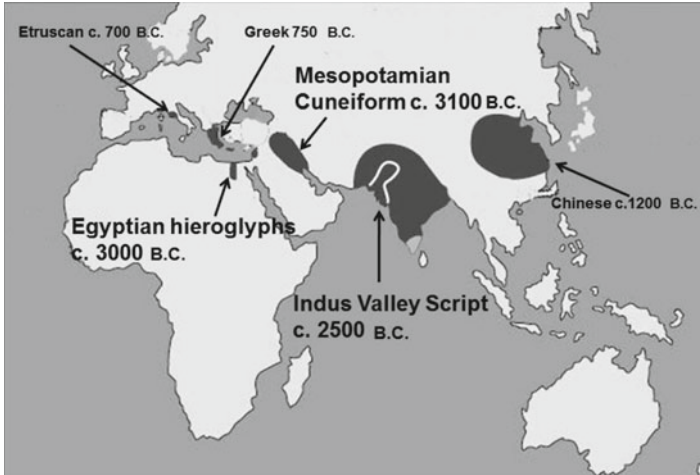 Etruscan c. 700 B.C.
Greek 750 B.C.
Mesopotamian
Cuneiform c. 3100 B.C.
Chinese c.1200 B.C.
Egyptian hieroglyphs
c. 3000 B.C.
Indus Valley Script
c. 2500 B.C.